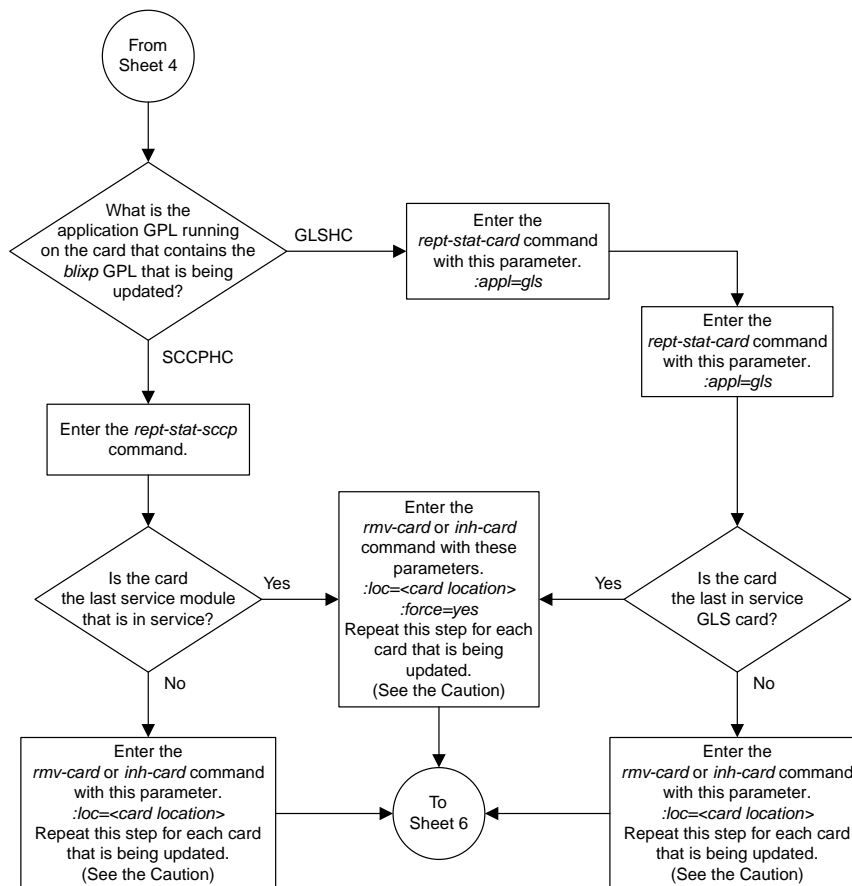 From
Sheet 4
What is the
application GPL running
on the card that contains the
blixp GPL that is being
updated?
GLSHC
Enter the
rept-stat-card command
with this parameter.
:appl=gls
Enter the
rept-stat-card command
with this parameter.
:appl=gls
SCCPHC
Enter the rept-stat-sccp
command.
Is the card
the last service module
that is in service?
Yes
Enter the
rmv-card or inh-card
command with these
parameters.
:loc=<card location>
:force=yes
Repeat this step for each
card that is being
updated.
(See the Caution)
Yes
Is the card
the last in service
GLS card?
No
No
Enter the
rmv-card or inh-card command
with this parameter.
:loc=<card location>
Repeat this step for each card
that is being updated.
(See the Caution)
To
Sheet 6
Enter the
rmv-card or inh-card command
with this parameter.
:loc=<card location>
Repeat this step for each card
that is being updated.
(See the Caution)